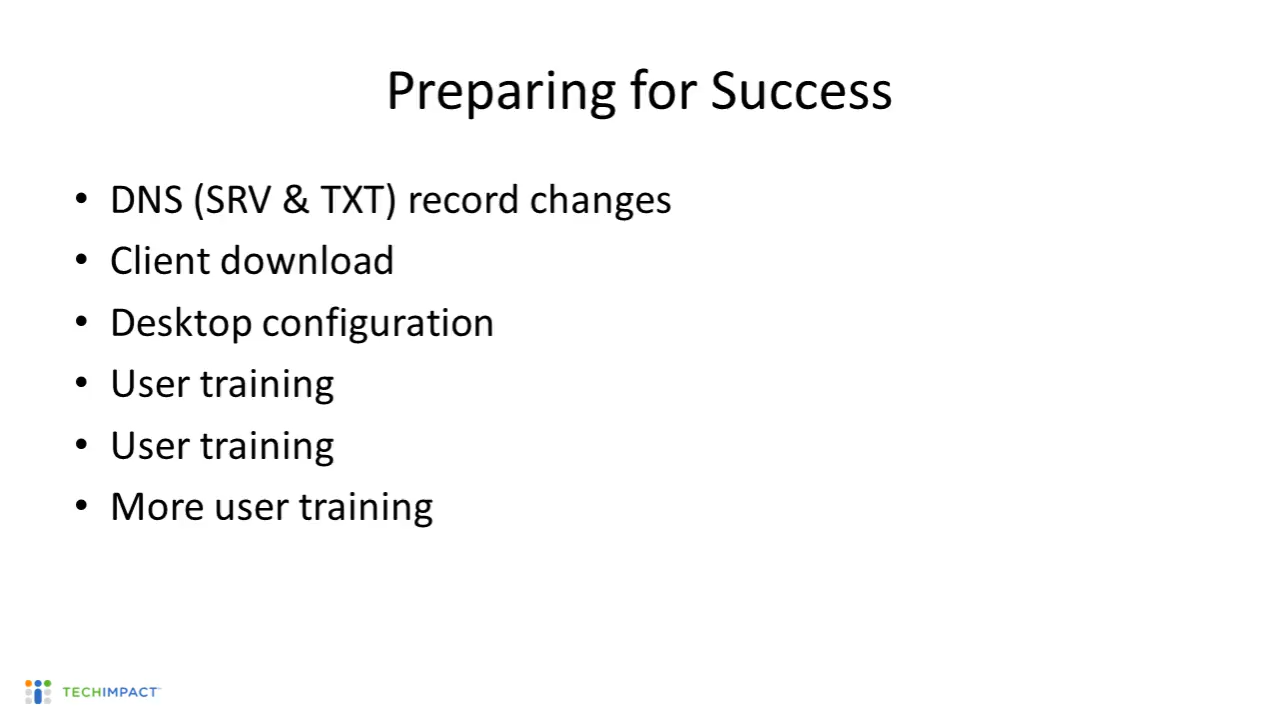 Preparing for Success
• DNS (SRV & TXT) record changes
• Client download
• Desktop configuration
• User training
• User training
• More user training
TECHIMPACT